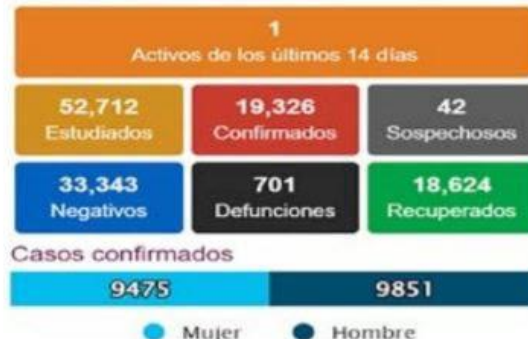 1
Activos de los últimos 14 días
52,712
Estudiados
19,326
Confirmados
42
Sospechosos
33,343
Negativos
701
Defunciones
18,624
Recuperados
Casos confirmados
9475
9851
Mujer
Hombre